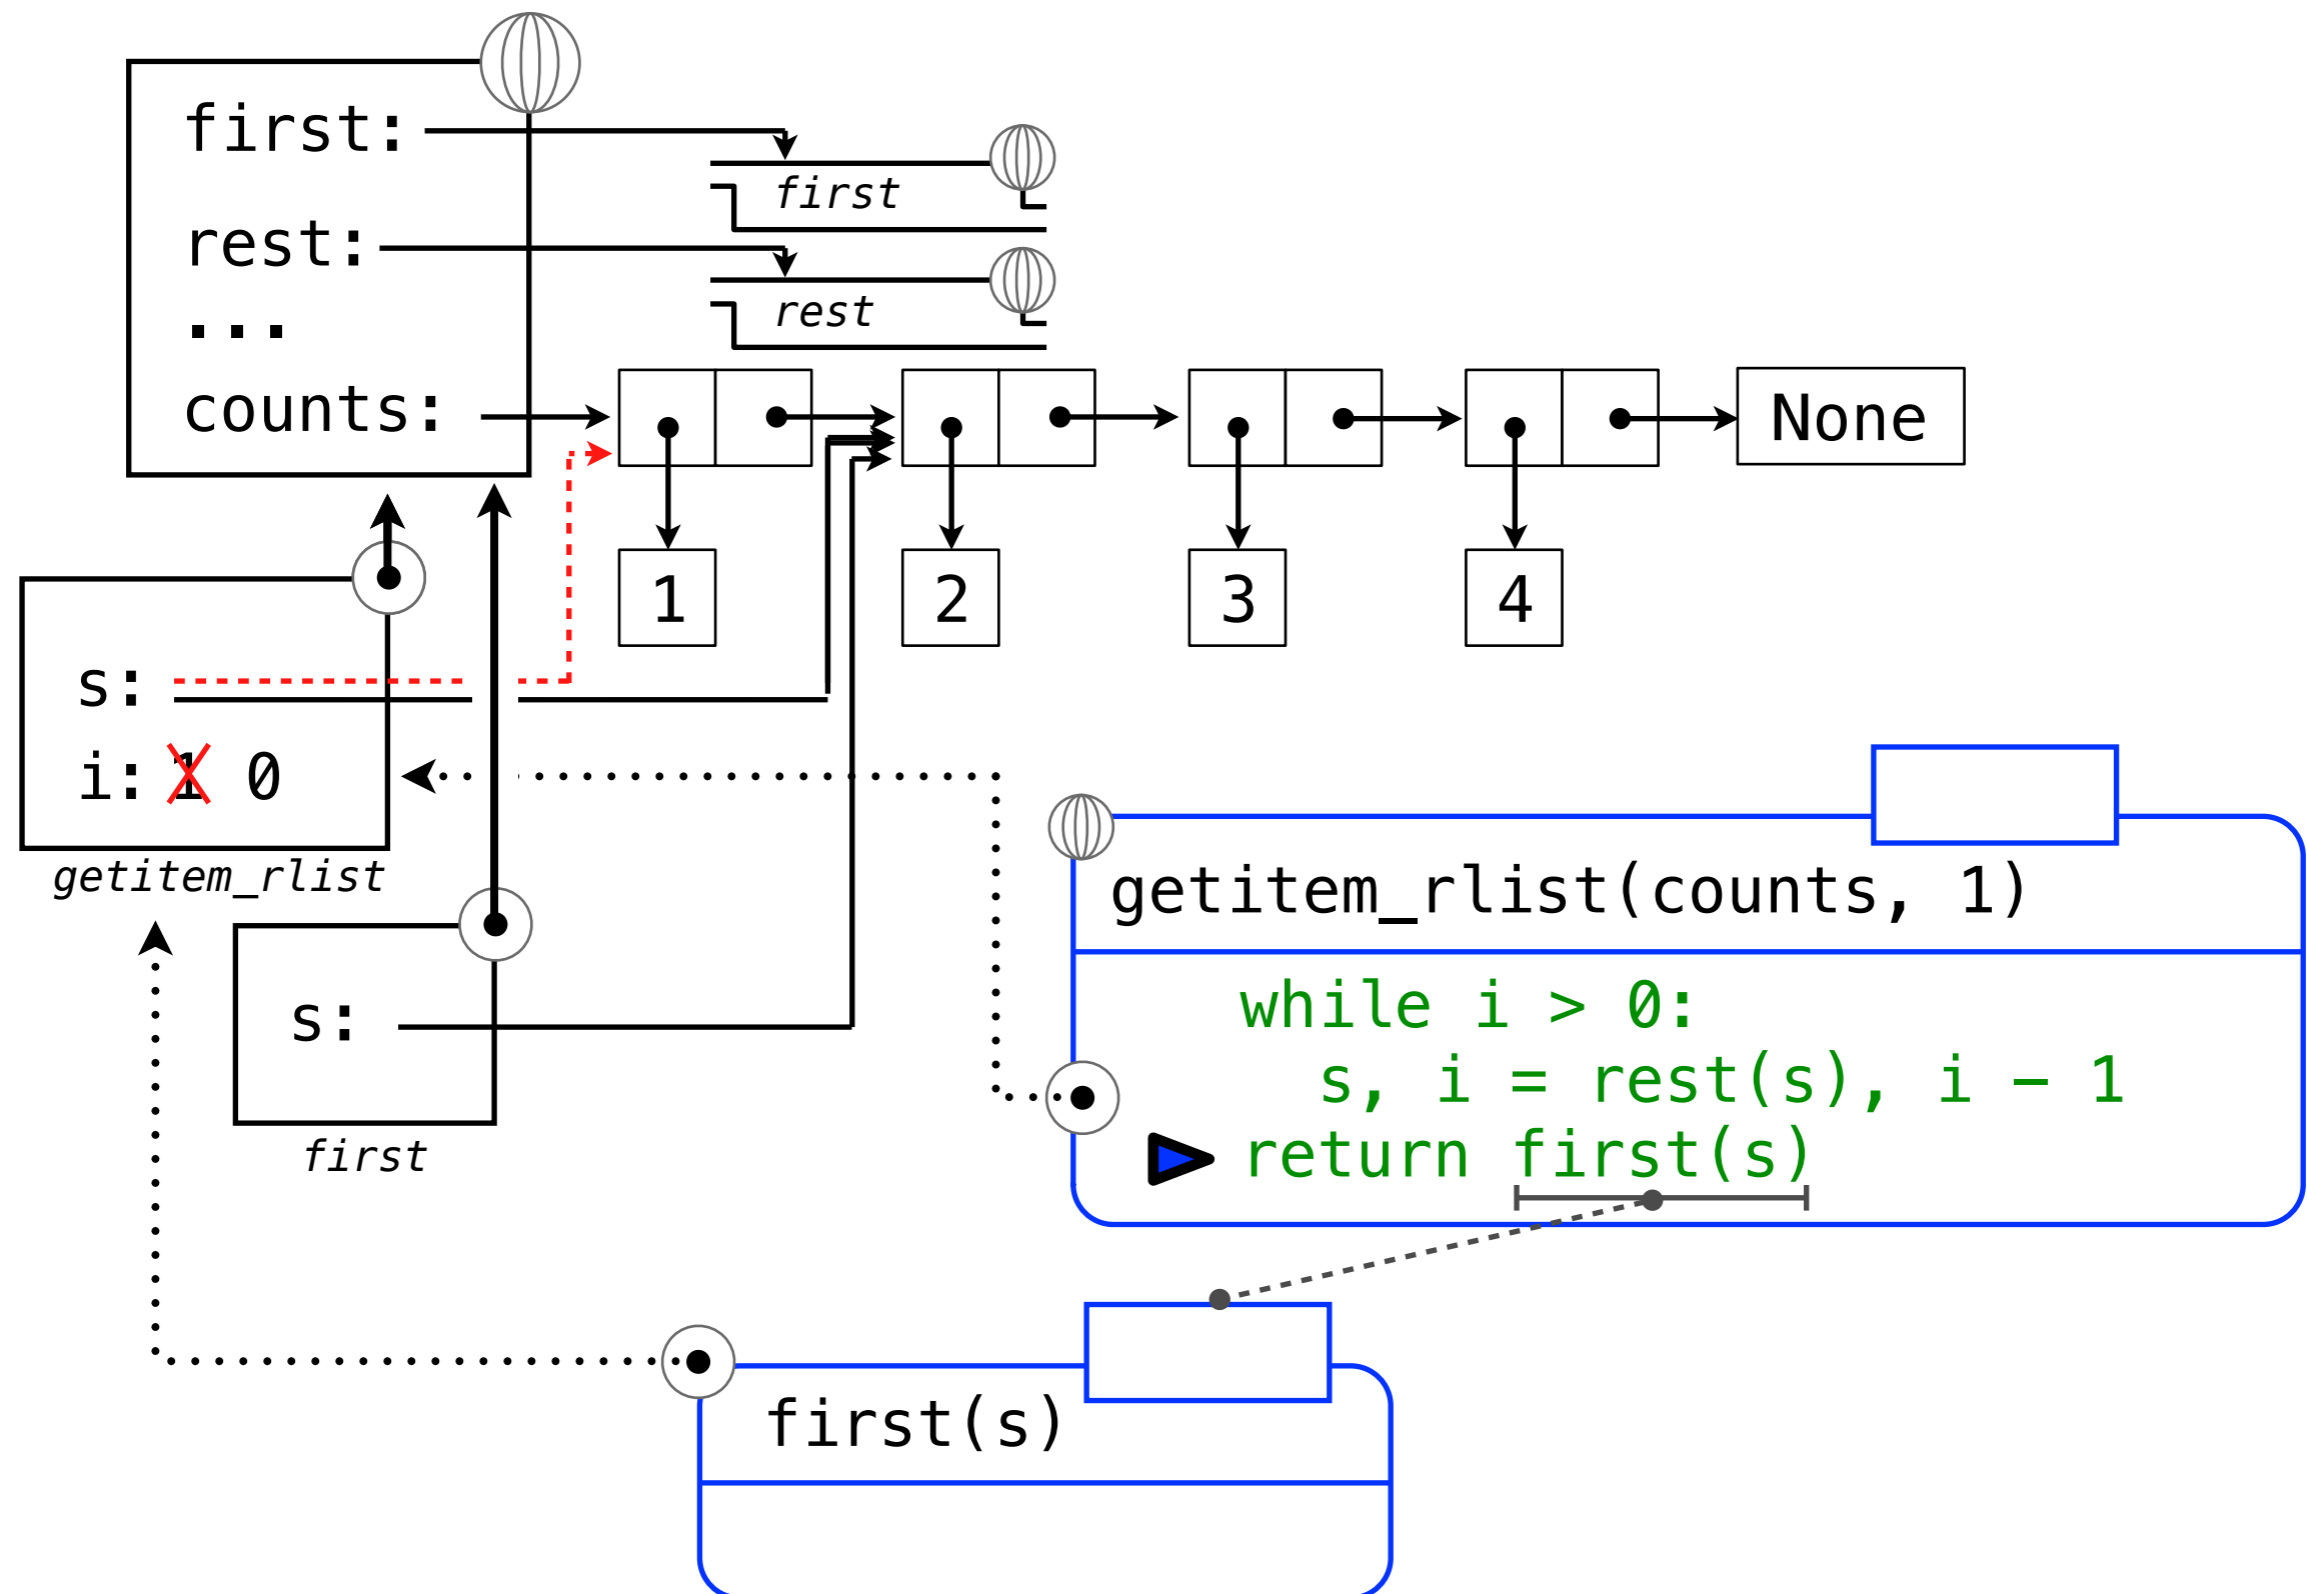 first:
first
rest:
rest
...
counts:
None
1
2
3
4
s:
i: 1 0
getitem_rlist
getitem_rlist(counts, 1)
s:
while i > 0:
s, i = rest(s), i - 1
return first(s)
first
first(s)